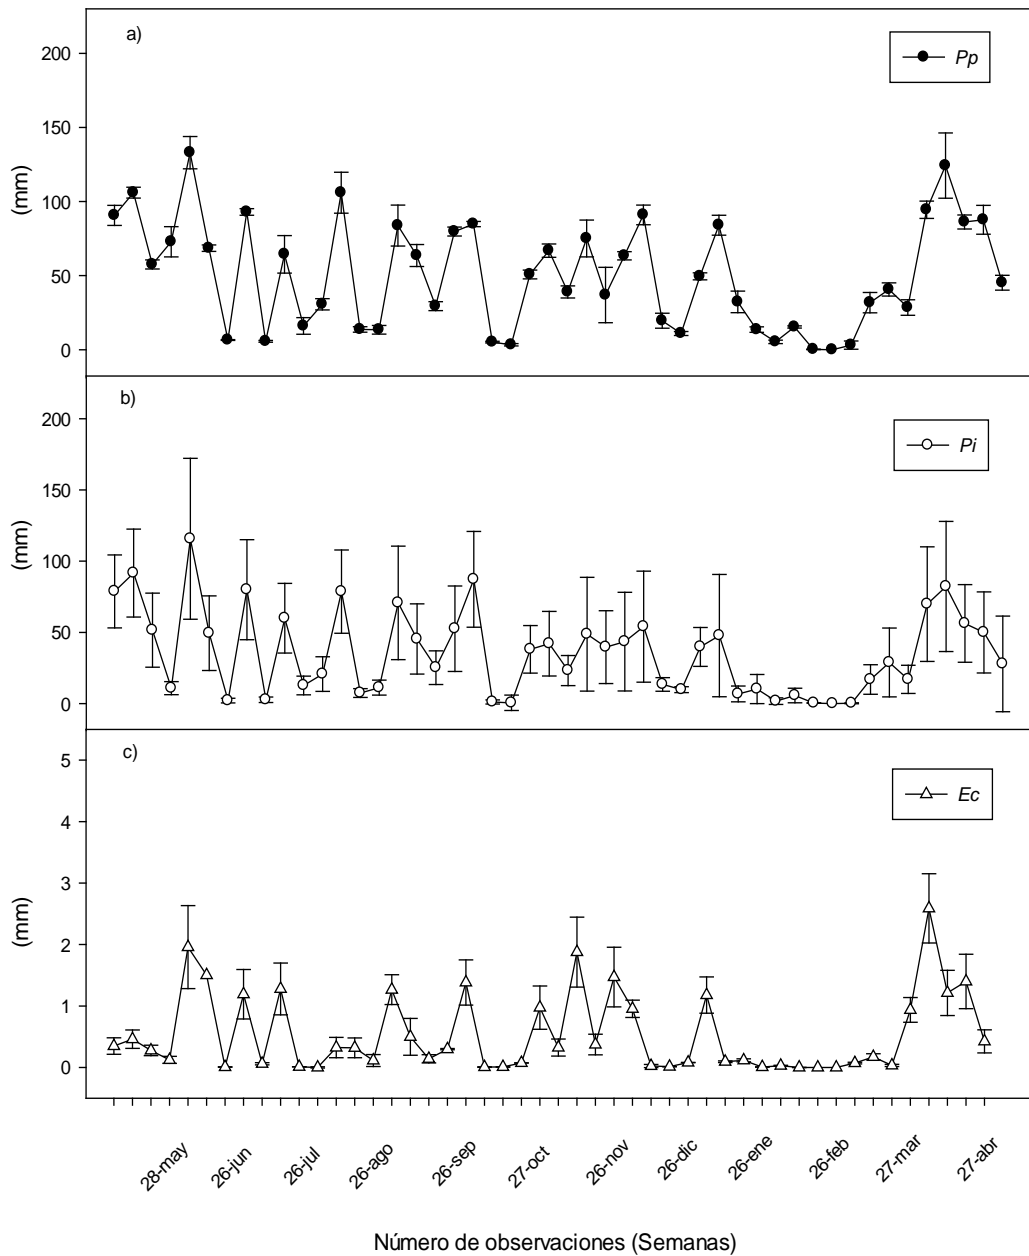 a)
Pp
200
150
100
50
0
(mm)
b)
Pi
200
150
100
50
0
(mm)
c)
Ec
5
4
3
2
1
0
(mm)
28-may 26-jun 26-jul 26-ago 26-sep 27-oct 26-nov 26-dic 26-ene 26-feb 27-mar 27-abr
Número de observaciones (Semanas)